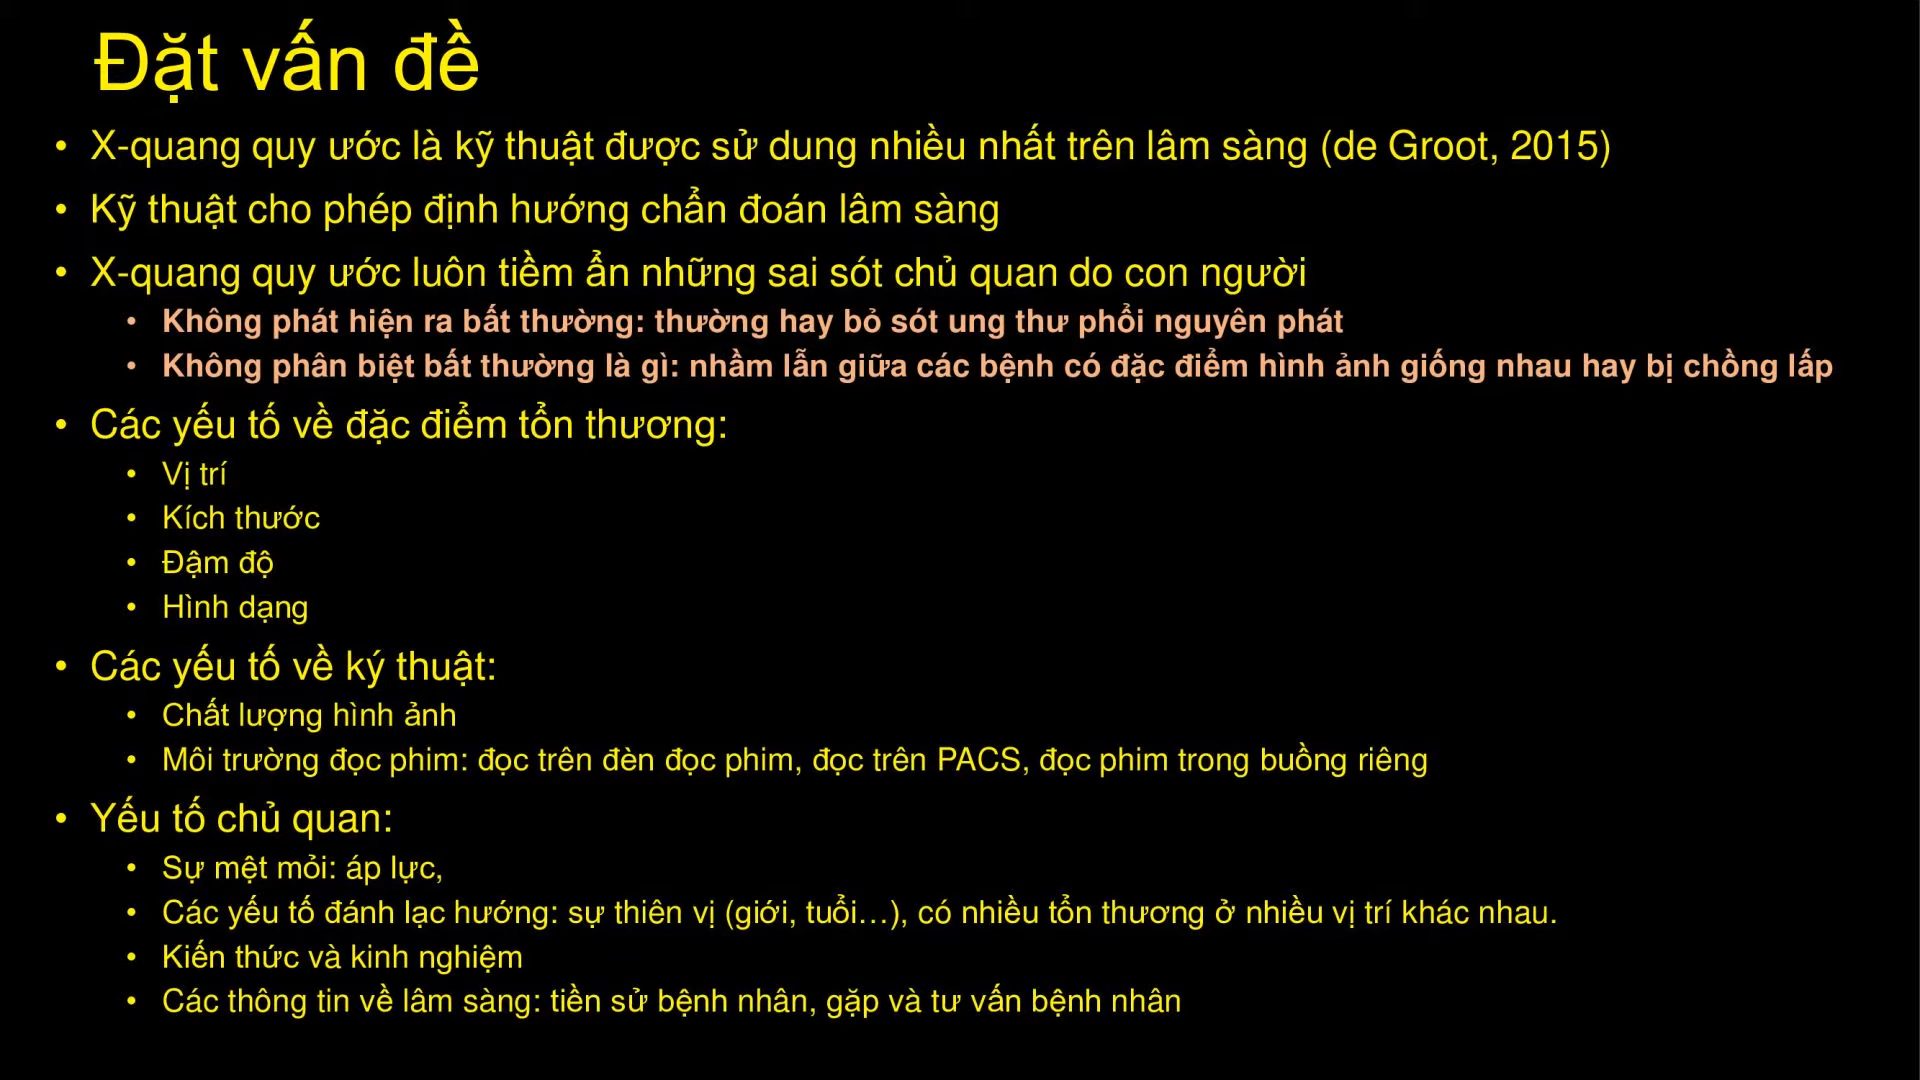 Đặt vấn đề
• X-quang quy ước là kỹ thuật được sử dung nhiều nhất trên lâm sàng (de Groot, 2015)
• Kỹ thuật cho phép định hướng chẩn đoán lâm sàng
• X-quang quy ước luôn tiềm ẩn những sai sót chủ quan do con người
• Không phát hiện ra bất thường: thường hay bỏ sót ung thư phổi nguyên phát
• Không phân biệt bất thường là gì: nhầm lẫn giữa các bệnh có đặc điểm hình ảnh giống nhau hay bị chồng lấp
• Các yếu tố về đặc điểm tổn thương:
• Vị trí
• Kích thước
• Đậm độ
• Hình dạng
• Các yếu tố về ký thuật:
• Chất lượng hình ảnh
• Môi trường đọc phim: đọc trên đèn đọc phim, đọc trên PACS, đọc phim trong buồng riêng
• Yếu tố chủ quan:
• Sự mệt mỏi: áp lực,
• Các yếu tố đánh lạc hướng: sự thiên vị (giới, tuổi…), có nhiều tổn thương ở nhiều vị trí khác nhau.
• Kiến thức và kinh nghiệm
• Các thông tin về lâm sàng: tiền sử bệnh nhân, gặp và tư vấn bệnh nhân